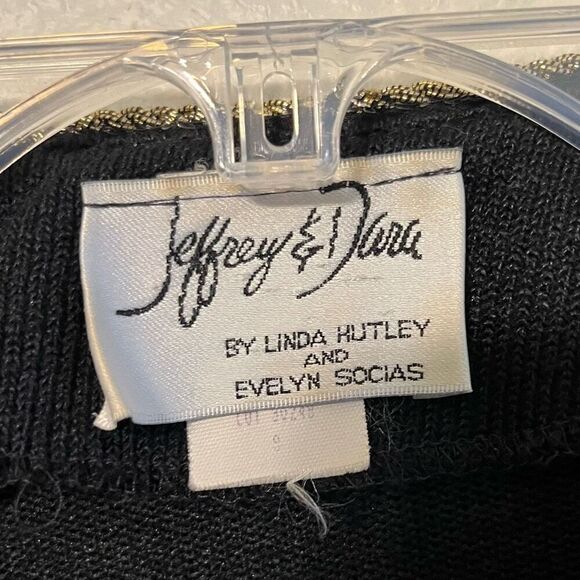 Jeffrey & Dara
BY LINDA HUTLEY
AND
EVELYN SOCIAS